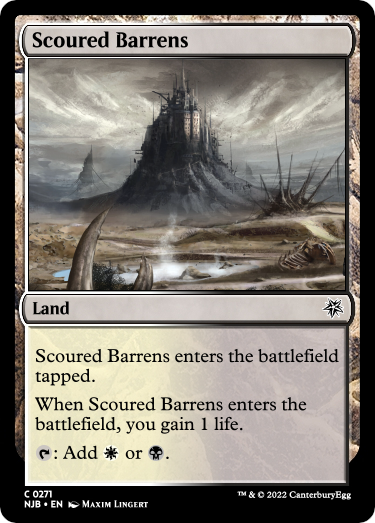 Scoured Barrens
Land
Scoured Barrens enters the battlefield
tapped.
When Scoured Barrens enters the
battlefield, you gain 1 life.
: Add or .
C 0271
NJB • EN Maxim Lingert
™ & © 2022 CanterburyEgg